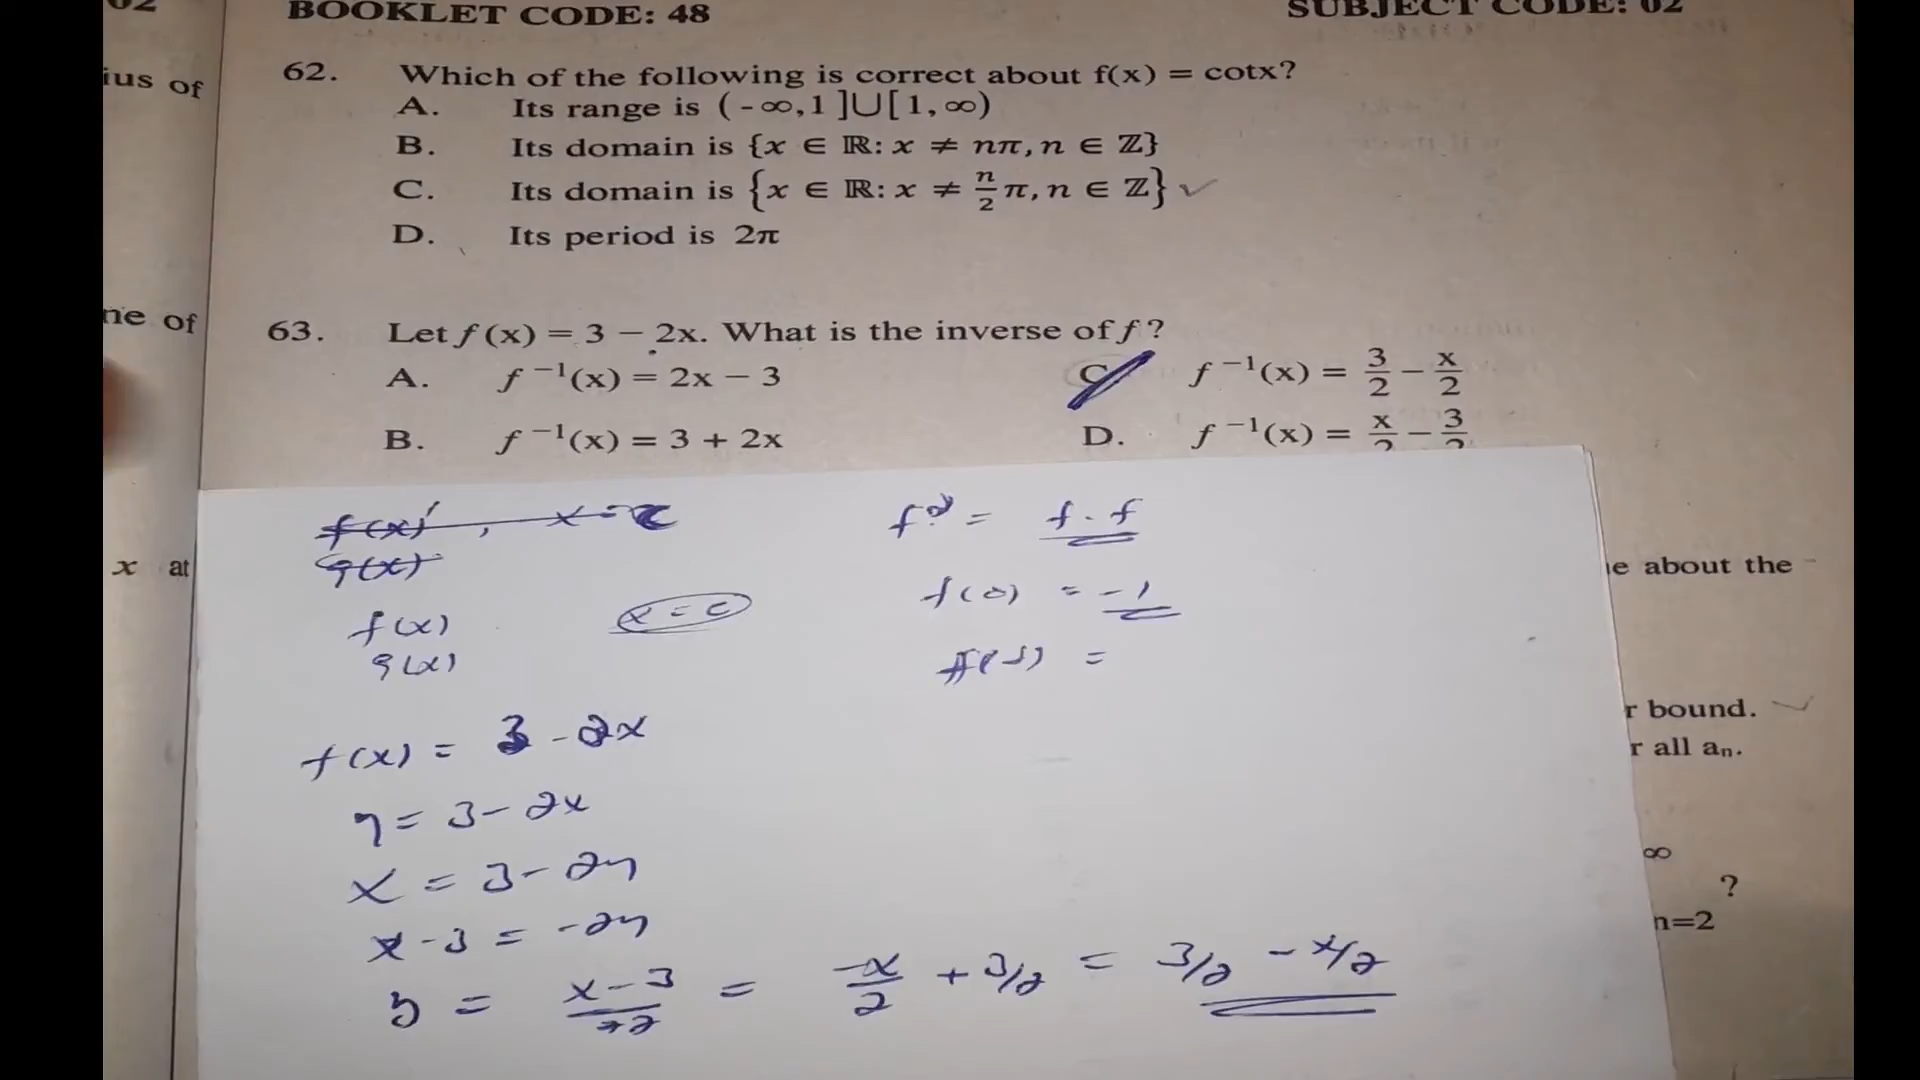 BOOKLET CODE: 48
SUBJECT CODE: 02
ius of
62. Which of the following is correct about f(x) = cotx?
A. Its range is (-∞,1]∪[1,∞)
B. Its domain is {x ∈ ℝ: x ≠ nπ, n ∈ ℤ}
C. Its domain is {x ∈ ℝ: x ≠ n/2 π, n ∈ ℤ} ✓
D. Its period is 2π
ne of
63. Let f(x) = 3 − 2x. What is the inverse of f?
A. f⁻¹(x) = 2x − 3
C. f⁻¹(x) = 3/2 − x/2
B. f⁻¹(x) = 3 + 2x
D. f⁻¹(x) = x/2 − 3/2
x at
e about the
r bound.
r all aₙ.
∞
?
n=2
f(x)
g(x)
x = c
f(x) = 3 - 2x
y = 3 - 2x
x = 3 - 2y
x - 3 = -2y
y = x-3/-2 = -x/2 + 3/2 = 3/2 - x/2
f² = f · f
f(0) = -1